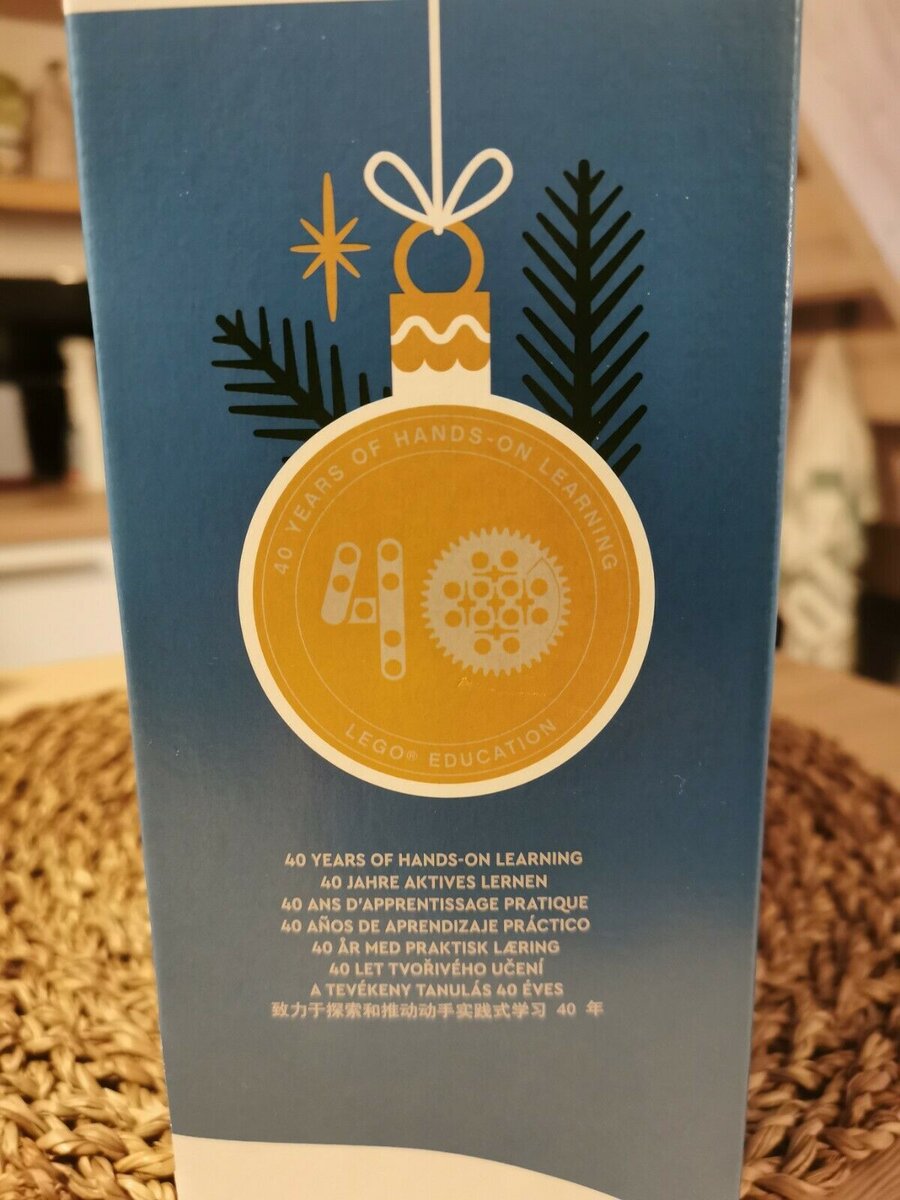 40 YEARS OF HANDS-ON LEARNING
40
LEGO® EDUCATION
40 YEARS OF HANDS-ON LEARNING
40 JAHRE AKTIVES LERNEN
40 ANS D'APPRENTISSAGE PRATIQUE
40 AÑOS DE APRENDIZAJE PRÁCTICO
40 ÅR MED PRAKTISK LÆRING
40 LET TVOŘIVÉHO UČENÍ
A TEVÉKENY TANULÁS 40 ÉVES
致力于探索和推动动手实践式学习 40 年